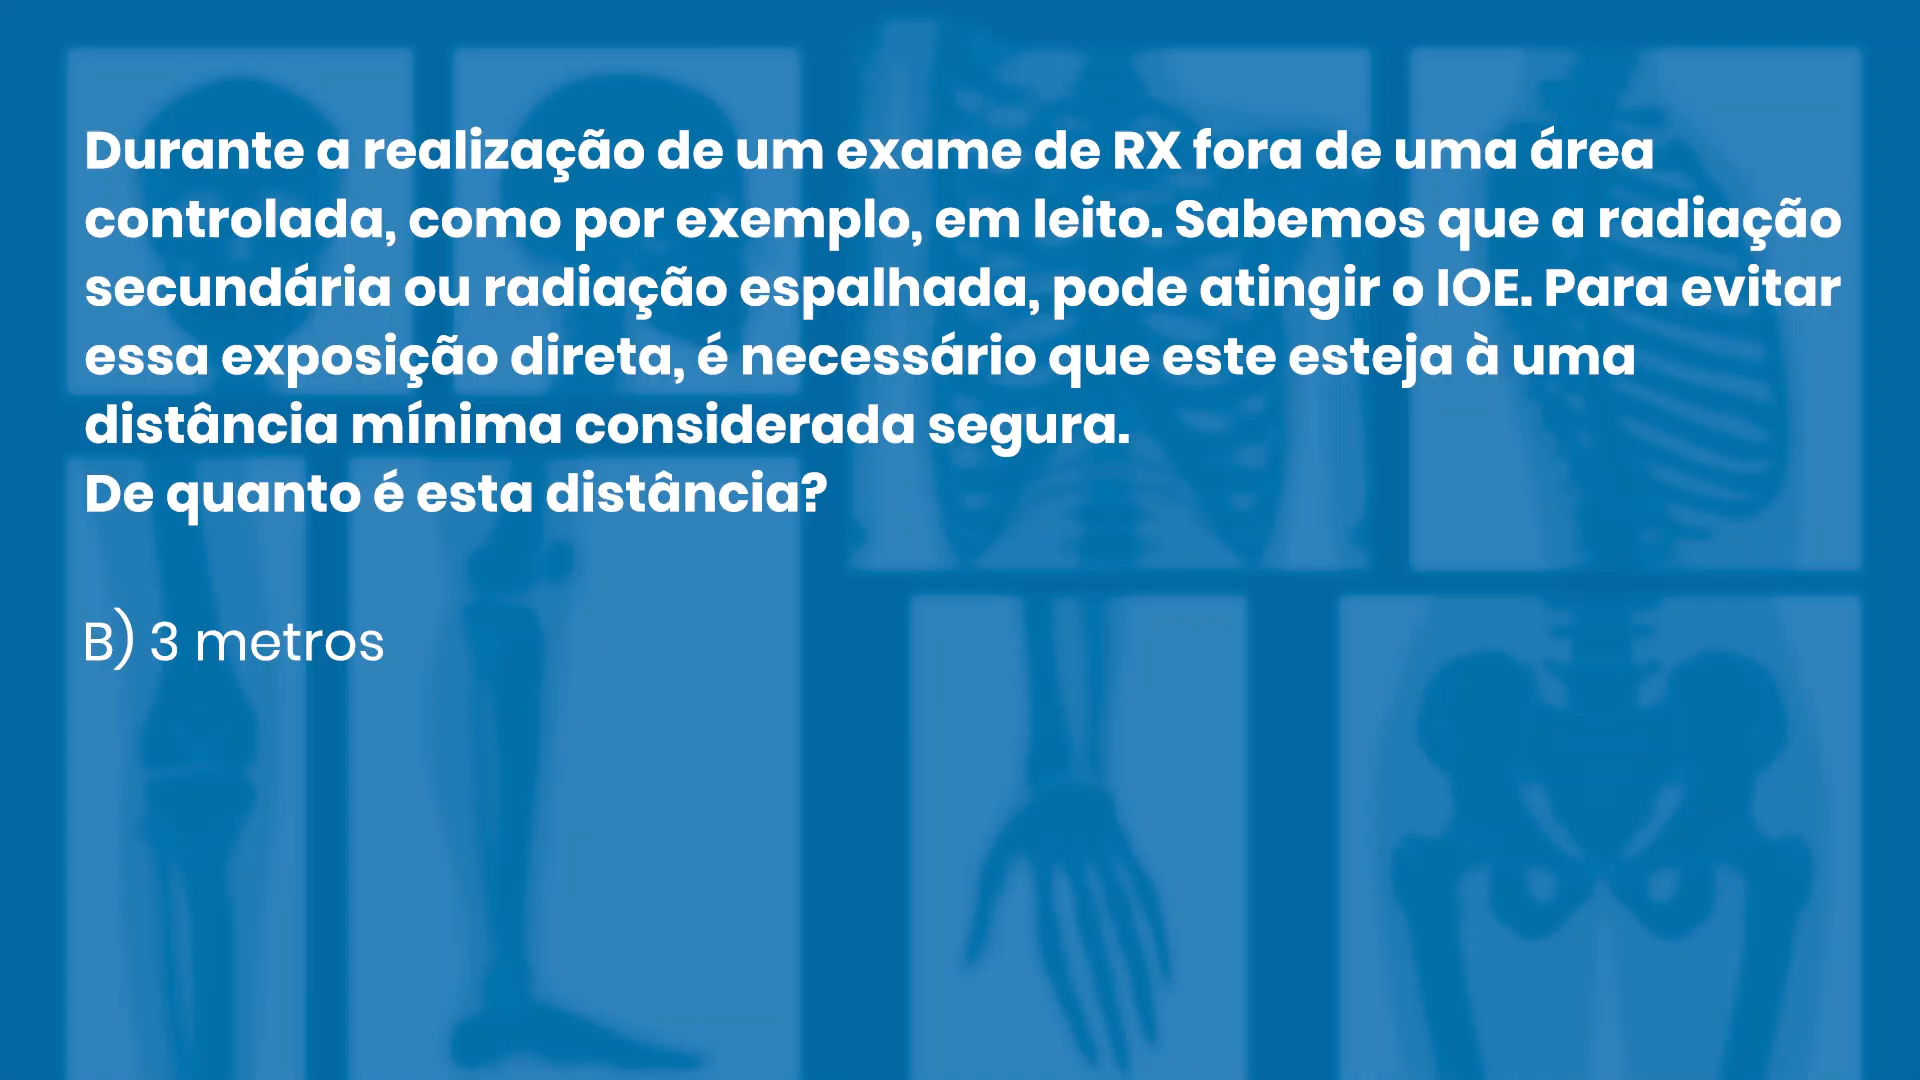 Durante a realização de um exame de RX fora de uma área
controlada, como por exemplo, em leito. Sabemos que a radiação
secundária ou radiação espalhada, pode atingir o IOE. Para evitar
essa exposição direta, é necessário que este esteja à uma
distância mínima considerada segura.
De quanto é esta distância?
B) 3 metros